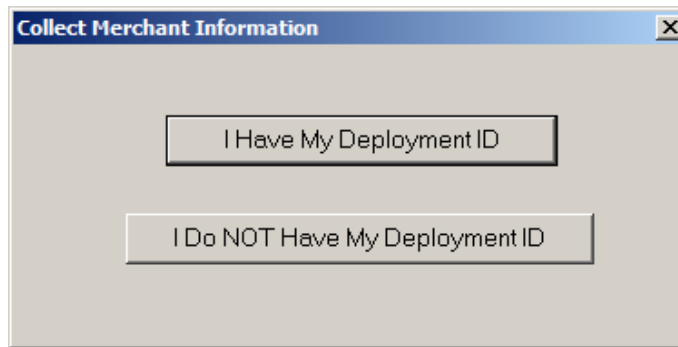 Collect Merchant Information
I Have My Deployment ID
I Do NOT Have My Deployment ID